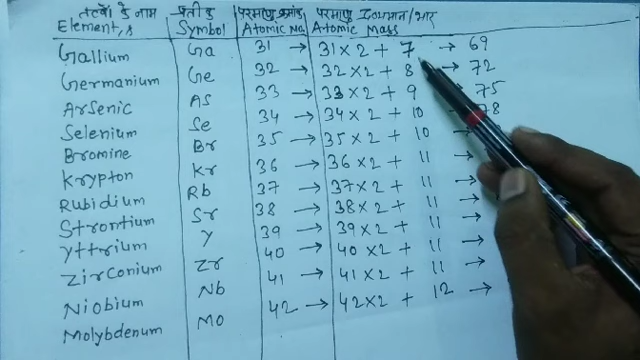 तत्वों के नाम प्रतीक परमाणु क्रमांक परमाणु द्रव्यमान/भार
Element,s Symbol Atomic No. Atomic Mass
Gallium Ga 31 → 31 × 2 + 7 → 69
Germanium Ge 32 → 32 × 2 + 8 → 72
Arsenic As 33 → 33 × 2 + 9 75
Selenium Se 34 → 34 × 2 + 10 78
Bromine Br 35 → 35 × 2 + 10 →
Krypton Kr 36 → 36 × 2 + 11 →
Rubidium Rb 37 → 37 × 2 + 11 →
Strontium Sr 38 → 38 × 2 + 11 →
Yttrium Y 39 → 39 × 2 + 11 →
Zirconium Zr 40 → 40 × 2 + 11 →
Niobium Nb 41 → 41 × 2 + 11 →
Molybdenum Mo 42 → 42 × 2 + 12 →